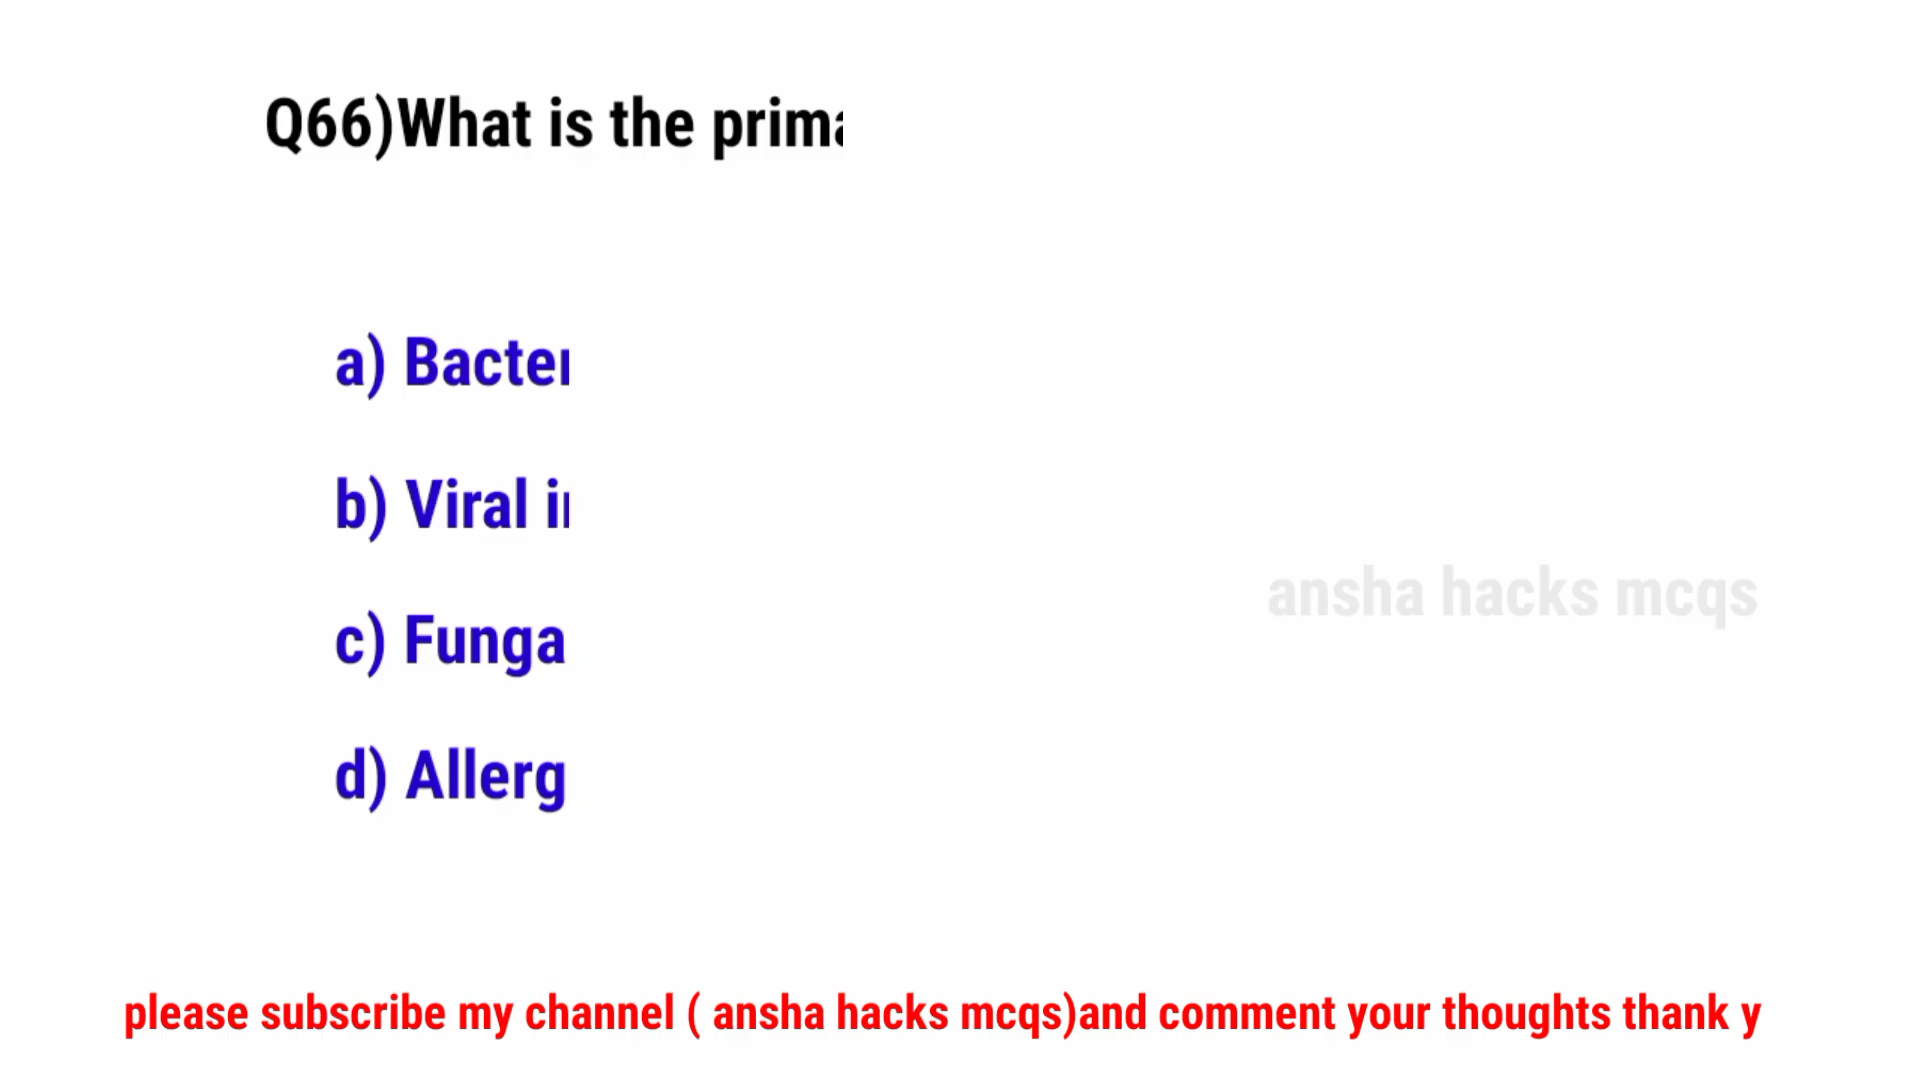 Q66)What is the prim
a) Bacte
b) Viral i
c) Funga
d) Allerg
ansha hacks mcqs
please subscribe my channel ( ansha hacks mcqs)and comment your thoughts thank y